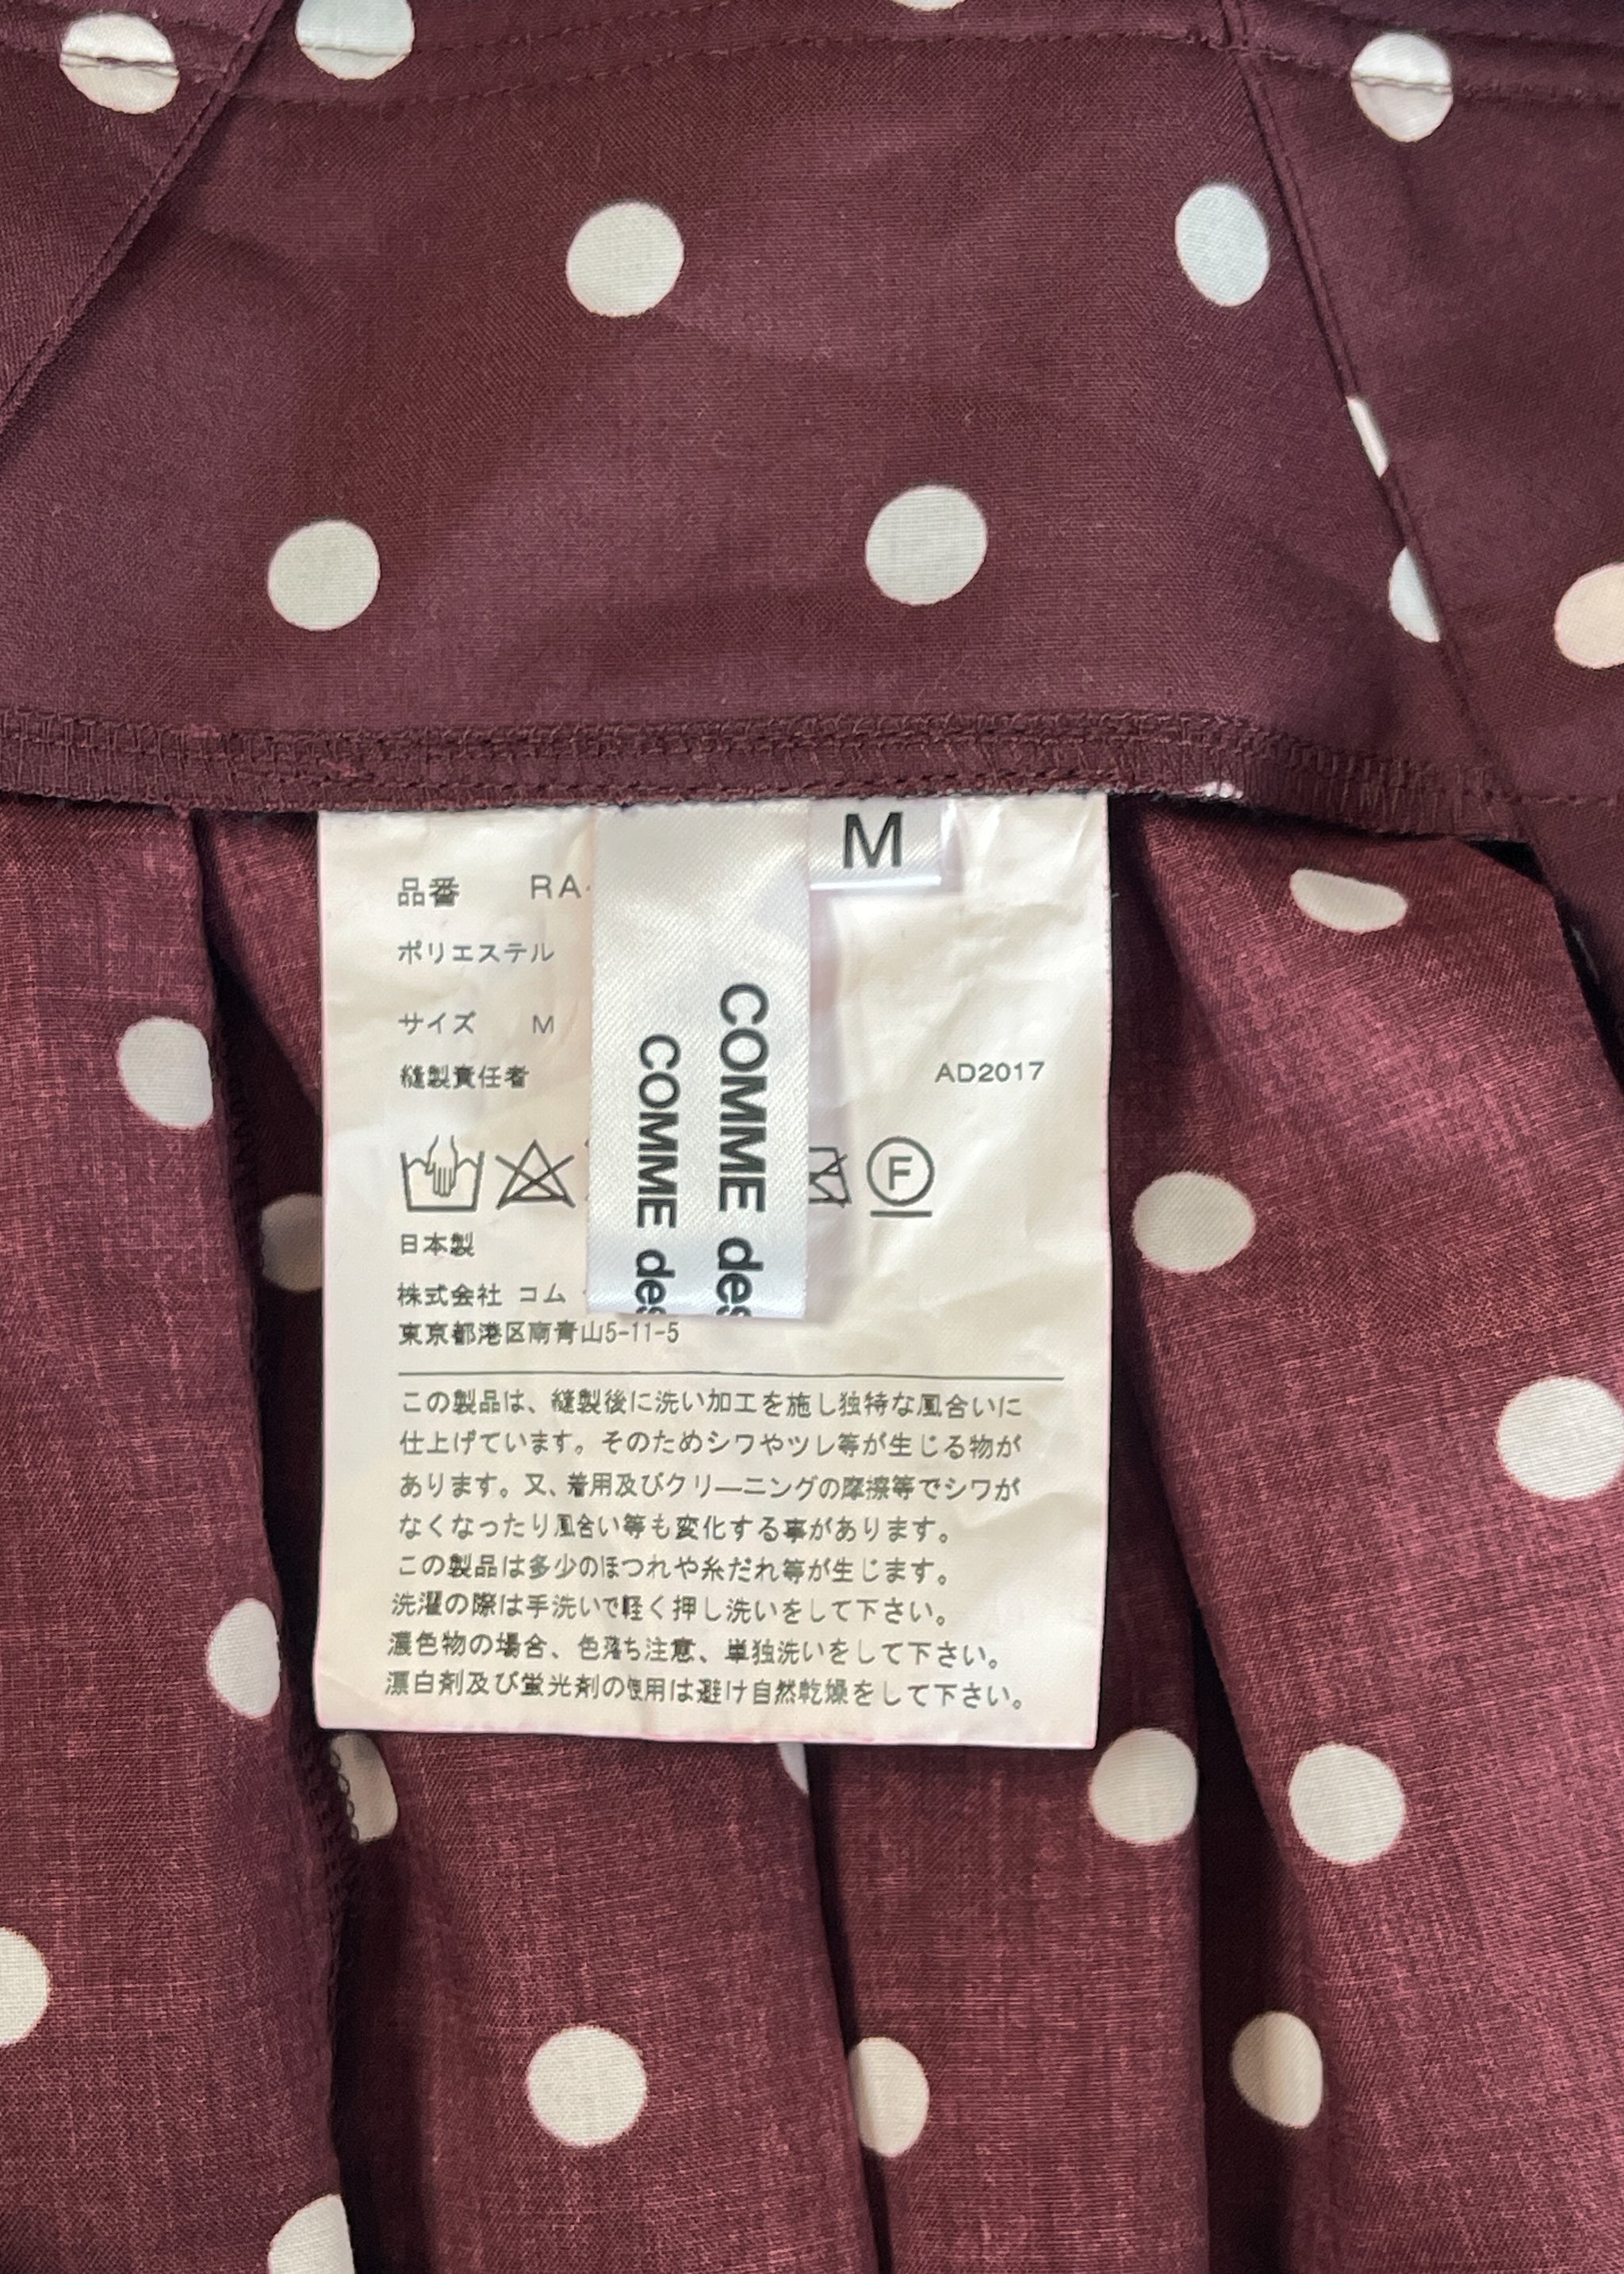 M
品番 RA-
ポリエステル
サイズ M
縫製責任者
AD2017
COMME des
COMME des
F
日本製
株式会社 コム
東京都港区南青山5-11-5
この製品は、縫製後に洗い加工を施し独特な風合いに
仕上げています。そのためシワやツレ等が生じる物が
あります。又、着用及びクリーニングの摩擦等でシワが
なくなったり風合い等も変化する事があります。
この製品は多少のほつれや糸だれ等が生じます。
洗濯の際は手洗いで軽く押し洗いをして下さい。
濃色物の場合、色落ち注意、単独洗いをして下さい。
漂白剤及び蛍光剤の使用は避け自然乾燥をして下さい。